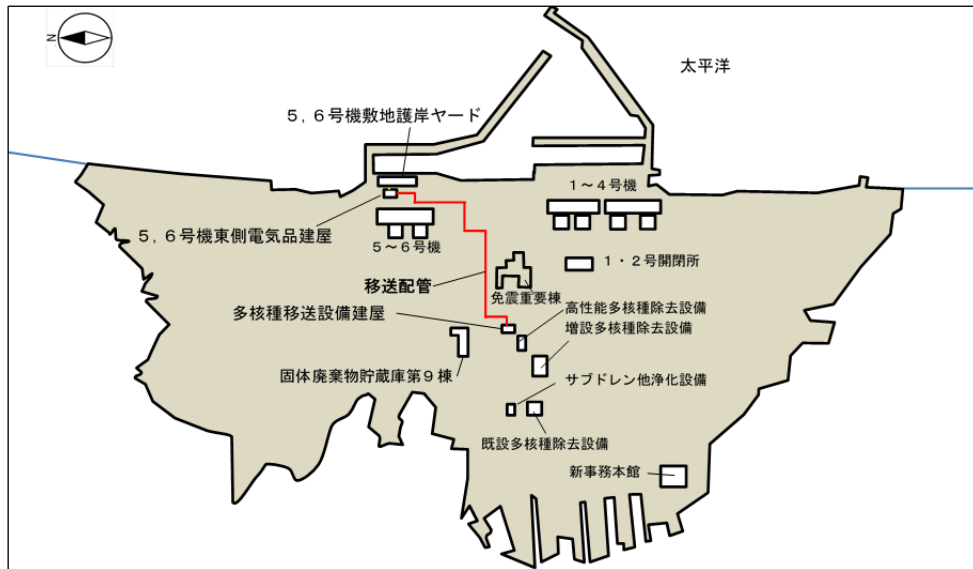 N
太平洋
５,６号機敷地護岸ヤード
１～４号機
５,６号機東側電気品建屋
５～６号機
１・２号開閉所
移送配管
免震重要棟
多核種移送設備建屋
高性能多核種除去設備
増設多核種除去設備
固体廃棄物貯蔵庫第９棟
サブドレン他浄化設備
既設多核種除去設備
新事務本館